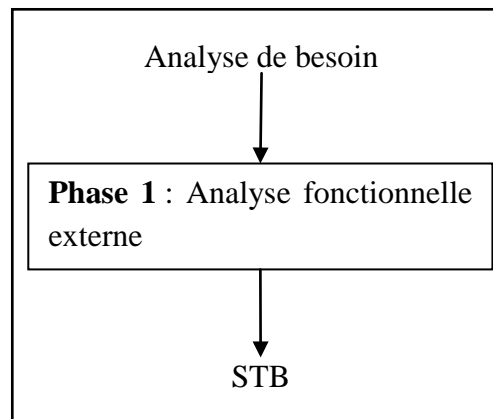 Analyse de besoin
Phase 1 : Analyse fonctionnelle
externe
STB